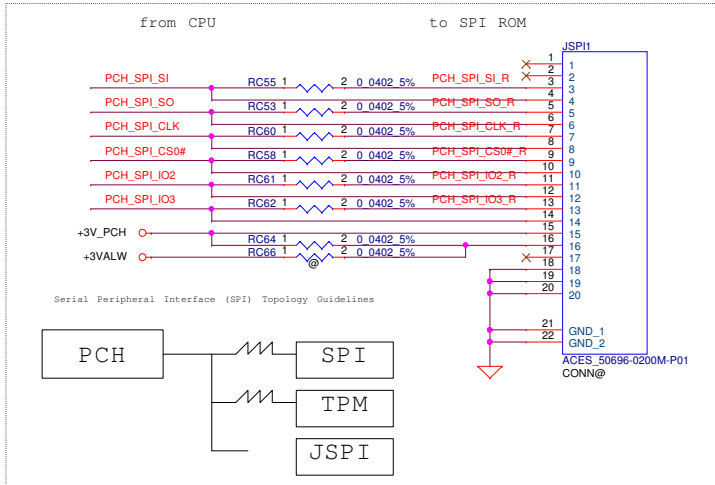 from CPU to SPI ROM
JSPI1
1 1
2 2
PCH_SPI_SI RC55 1 2 0_0402_5% PCH_SPI_SI_R 3 3
4 4
PCH_SPI_SO RC53 1 2 0_0402_5% PCH_SPI_SO_R 5 5
6 6
PCH_SPI_CLK RC60 1 2 0_0402_5% PCH_SPI_CLK_R 7 7
8 8
PCH_SPI_CS0# RC58 1 2 0_0402_5% PCH_SPI_CS0#_R 9 9
10 10
PCH_SPI_IO2 RC61 1 2 0_0402_5% PCH_SPI_IO2_R 11 11
12 12
PCH_SPI_IO3 RC62 1 2 0_0402_5% PCH_SPI_IO3_R 13 13
14 14
+3V_PCH 15 15
RC64 1 2 0_0402_5% 16 16
+3VALW RC66 1 2 0_0402_5% 17 17
@
18 18
19 19
20 20
Serial Peripheral Interface (SPI) Topology Guidelines
21 GND_1
22 GND_2
ACES_50696-0200M-P01
CONN@
PCH SPI
TPM
JSPI